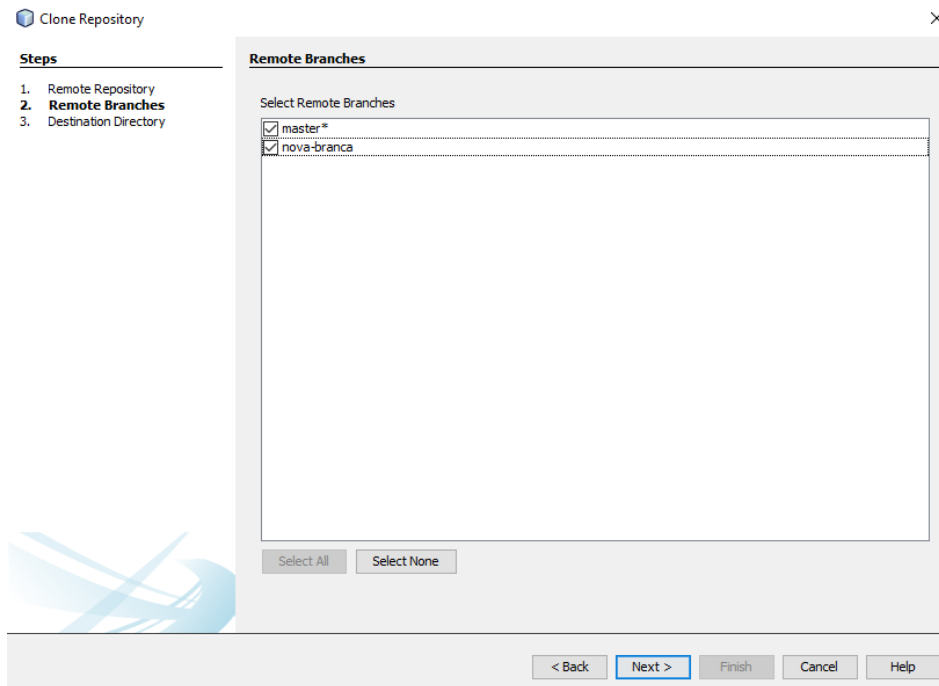 Clone Repository
Steps
1. Remote Repository
2. Remote Branches
3. Destination Directory
Remote Branches
Select Remote Branches
master*
nova-branca
Select All
Select None
< Back
Next >
Finish
Cancel
Help